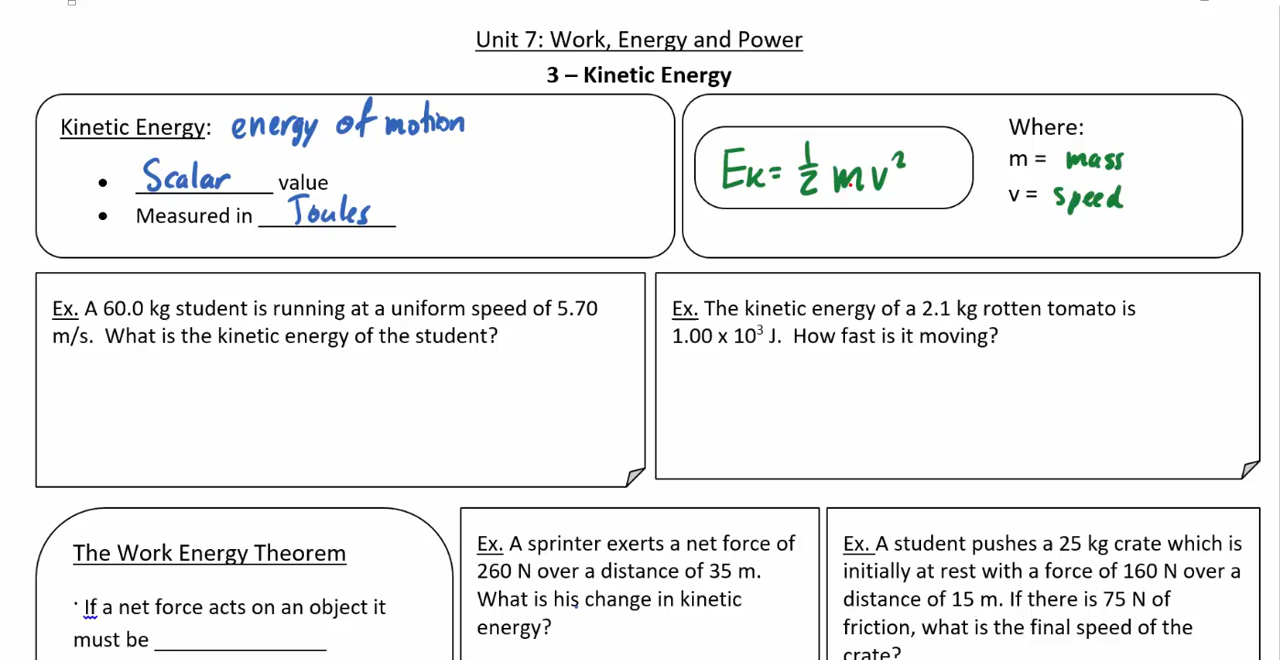 Unit 7: Work, Energy and Power
3 – Kinetic Energy
Kinetic Energy: energy of motion
• Scalar value
• Measured in Joules
Ek = 1/2 mv²
Where:
m = mass
v = speed
Ex. A 60.0 kg student is running at a uniform speed of 5.70
m/s. What is the kinetic energy of the student?
Ex. The kinetic energy of a 2.1 kg rotten tomato is
1.00 x 10³ J. How fast is it moving?
The Work Energy Theorem
· If a net force acts on an object it
must be ________________
Ex. A sprinter exerts a net force of
260 N over a distance of 35 m.
What is his change in kinetic
energy?
Ex. A student pushes a 25 kg crate which is
initially at rest with a force of 160 N over a
distance of 15 m. If there is 75 N of
friction, what is the final speed of the
crate?